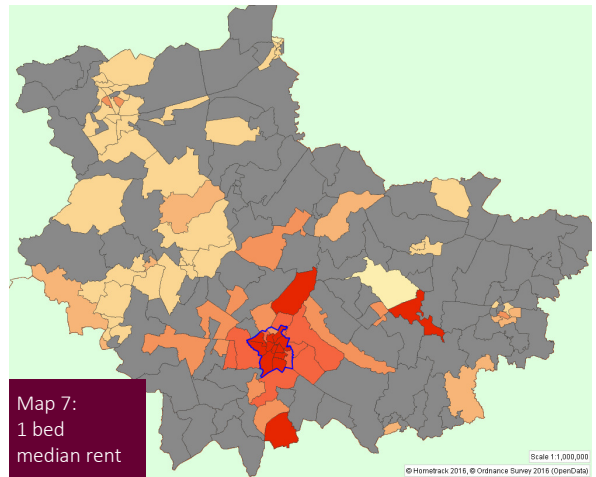 Map 7:
1 bed
median rent
Scale 1:1,000,000
© Hometrack 2016, © Ordnance Survey 2016 (OpenData)